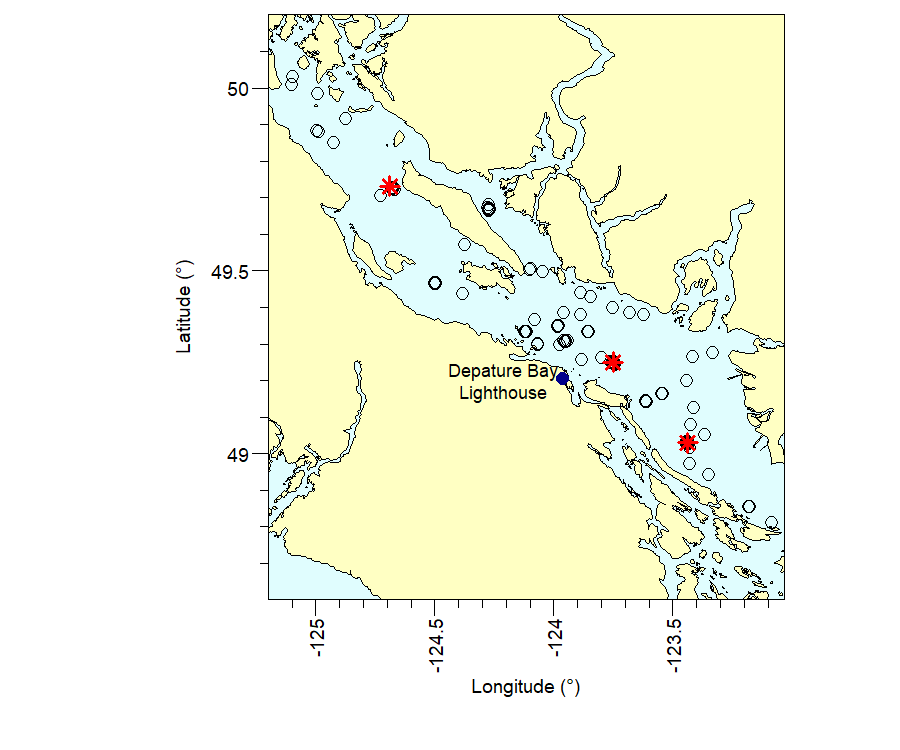 50
49.5
49
Latitude (°)
Depature Bay
Lighthouse
-125
-124.5
-124
-123.5
Longitude (°)